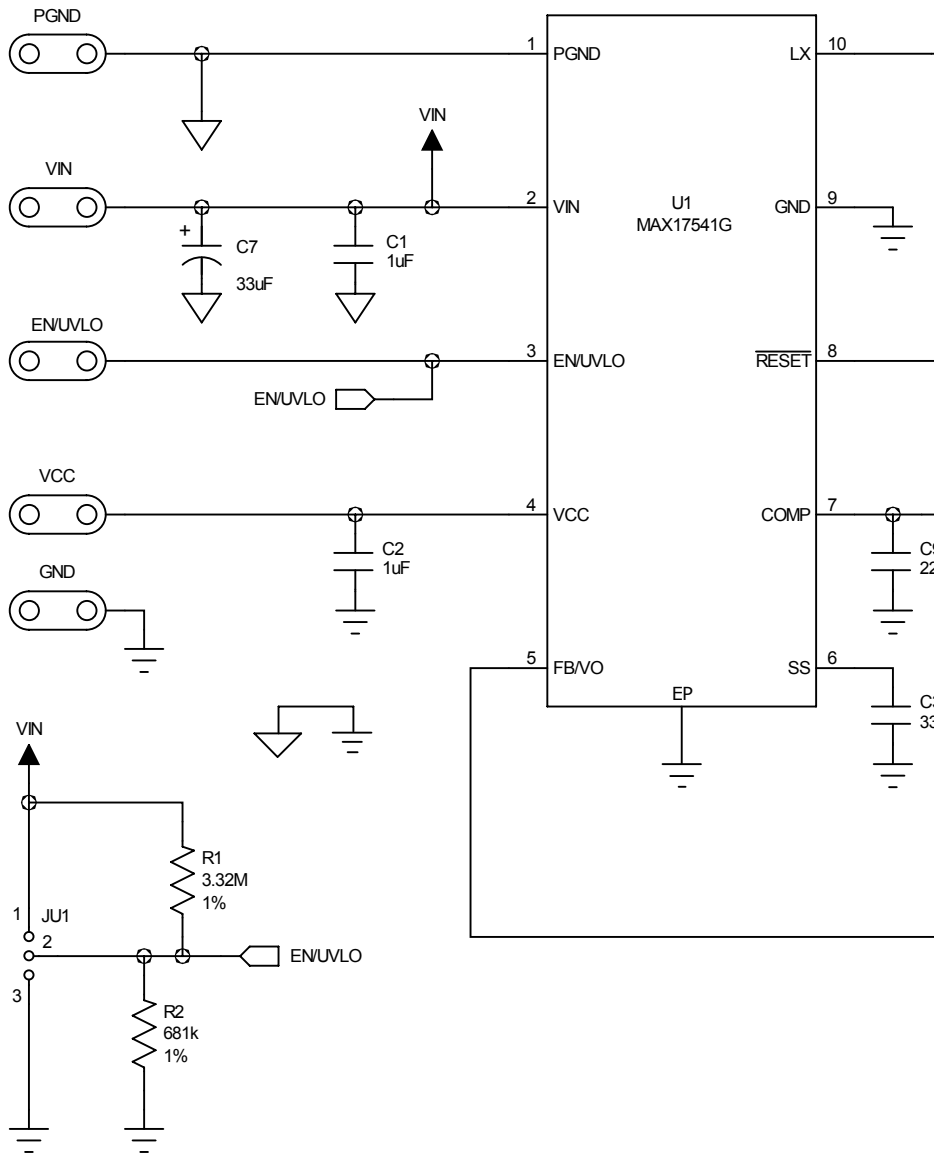 PGND
1 PGND
LX 10
VIN
VIN
2 VIN
U1
MAX17541G
GND 9
+
C7
33uF
C1
1uF
EN/UVLO
3 EN/UVLO
RESET 8
EN/UVLO
VCC
4 VCC
COMP 7
C2
1uF
GND
5 FB/VO
SS 6
EP
VIN
R1
3.32M
1%
1 JU1
2
3
EN/UVLO
R2
681k
1%